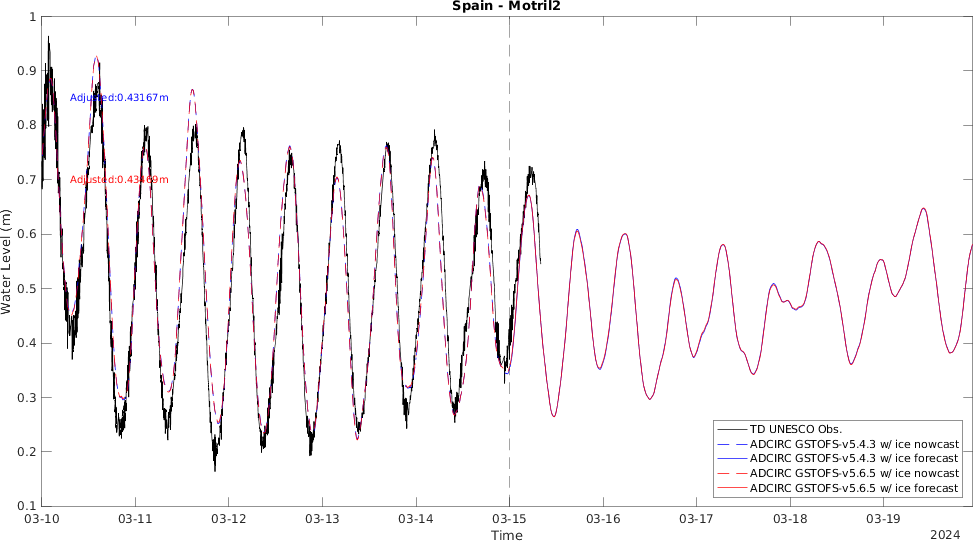 Spain - Motril2
Water Level (m)
1
0.9
0.8
0.7
0.6
0.5
0.4
0.3
0.2
0.1
Adjusted:0.43167m
Adjusted:0.43469m
TD UNESCO Obs.
ADCIRC GSTOFS-v5.4.3 w/ ice nowcast
ADCIRC GSTOFS-v5.4.3 w/ ice forecast
ADCIRC GSTOFS-v5.6.5 w/ ice nowcast
ADCIRC GSTOFS-v5.6.5 w/ ice forecast
03-10 03-11 03-12 03-13 03-14 03-15 03-16 03-17 03-18 03-19
Time
2024